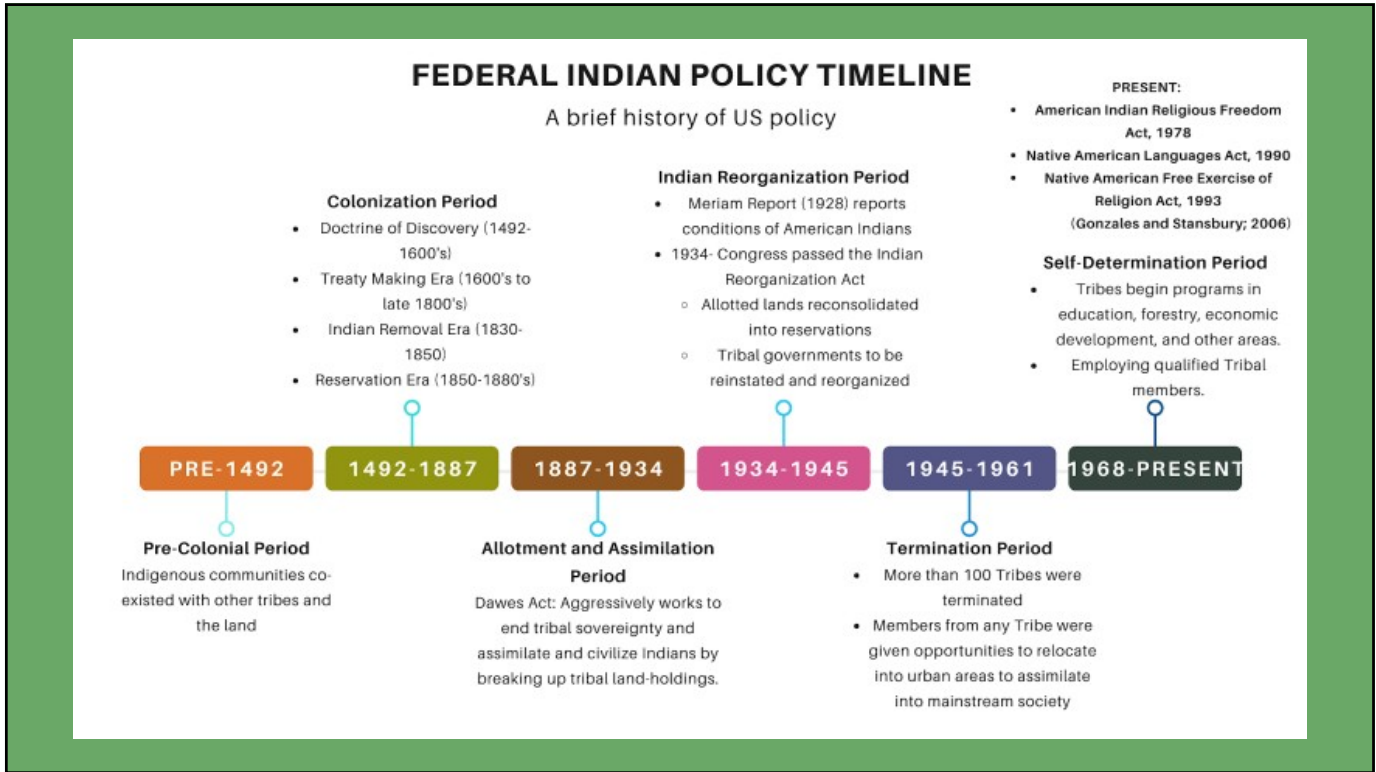 FEDERAL INDIAN POLICY TIMELINE
A brief history of US policy
PRESENT:
• American Indian Religious Freedom
Act, 1978
• Native American Languages Act, 1990
• Native American Free Exercise of
Religion Act, 1993
(Gonzales and Stansbury; 2006)
Colonization Period
• Doctrine of Discovery (1492-
1600's)
• Treaty Making Era (1600's to
late 1800's)
• Indian Removal Era (1830-
1850)
• Reservation Era (1850-1880's)
Indian Reorganization Period
• Meriam Report (1928) reports
conditions of American Indians
• 1934- Congress passed the Indian
Reorganization Act
○ Allotted lands reconsolidated
into reservations
○ Tribal governments to be
reinstated and reorganized
Self-Determination Period
• Tribes begin programs in
education, forestry, economic
development, and other areas.
• Employing qualified Tribal
members.
PRE-1492
1492-1887
1887-1934
1934-1945
1945-1961
1968-PRESENT
Pre-Colonial Period
Indigenous communities co-
existed with other tribes and
the land
Allotment and Assimilation
Period
Dawes Act: Aggressively works to
end tribal sovereignty and
assimilate and civilize Indians by
breaking up tribal land-holdings.
Termination Period
• More than 100 Tribes were
terminated
• Members from any Tribe were
given opportunities to relocate
into urban areas to assimilate
into mainstream society